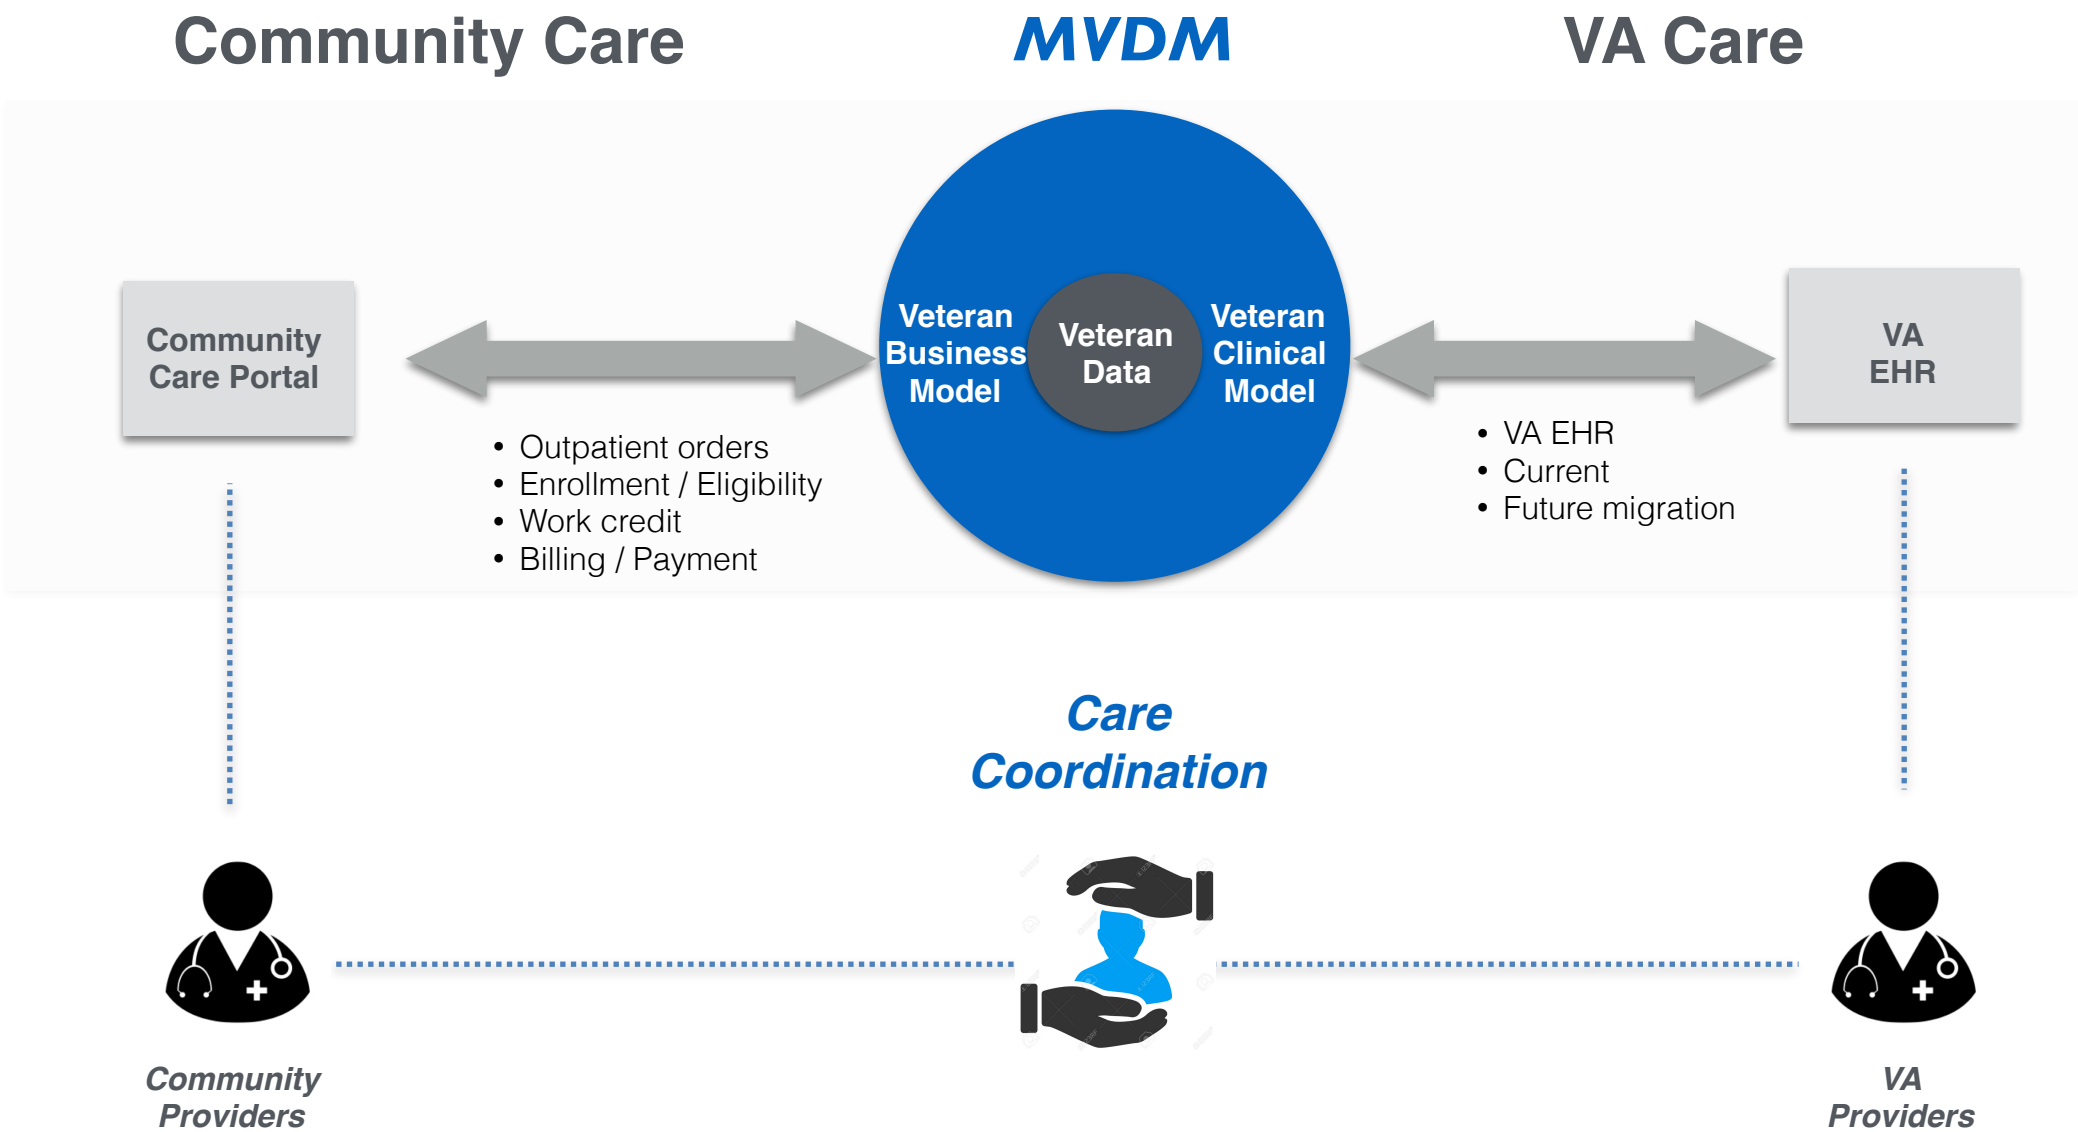 Community Care
MVDM
VA Care
Community
Care Portal
Veteran
Business
Model
Veteran
Data
Veteran
Clinical
Model
VA
EHR
• Outpatient orders
• Enrollment / Eligibility
• Work credit
• Billing / Payment
• VA EHR
• Current
• Future migration
Care
Coordination
Community
Providers
VA
Providers